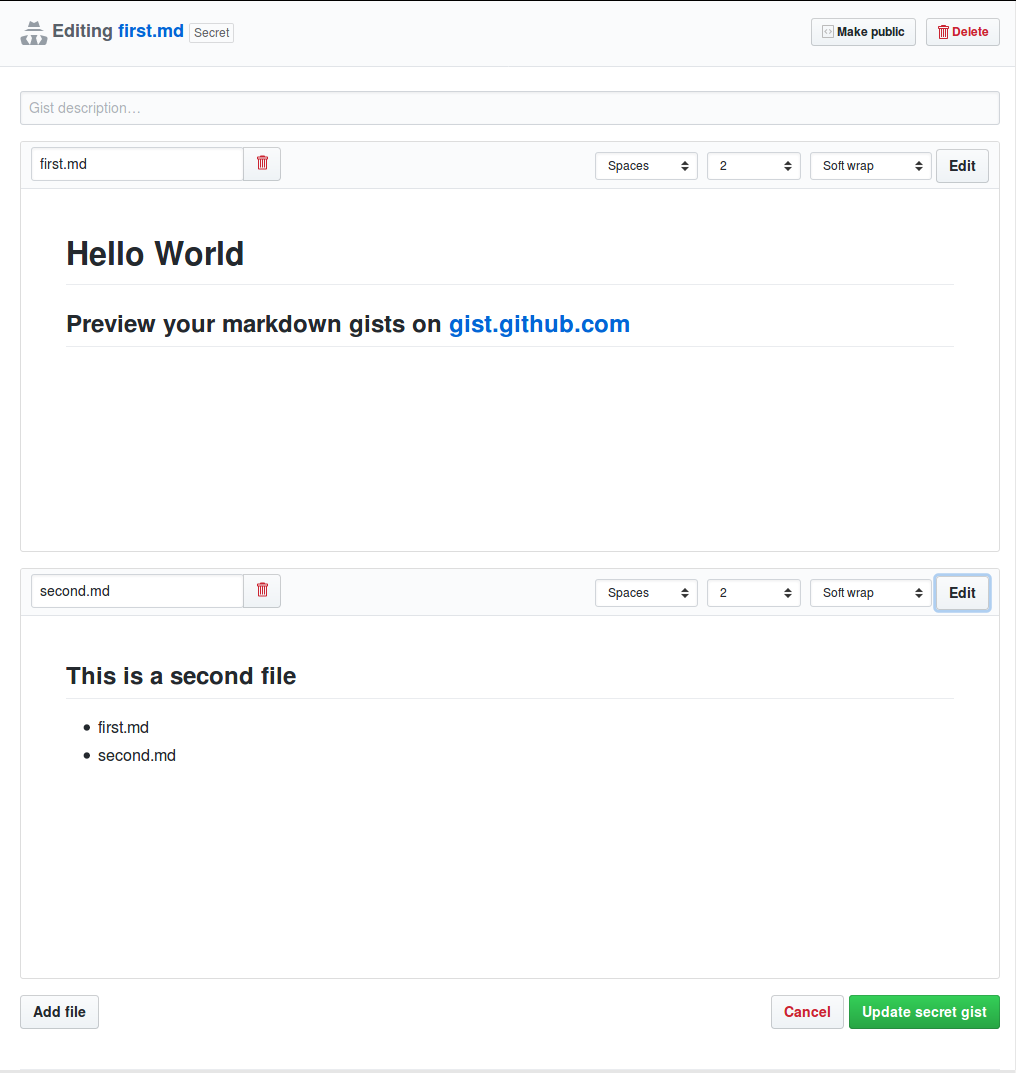 Editing first.md Secret Make public Delete
Gist description…
first.md Spaces 2 Soft wrap Edit
Hello World
Preview your markdown gists on gist.github.com
second.md Spaces 2 Soft wrap Edit
This is a second file
first.md
second.md
Add file Cancel Update secret gist